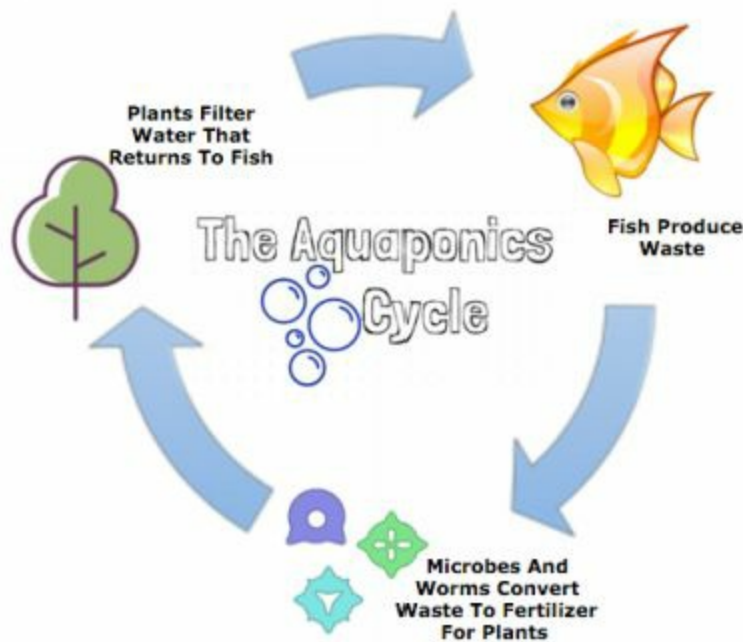 Plants Filter
Water That
Returns To Fish
The Aquaponics
Cycle
Fish Produce
Waste
Microbes And
Worms Convert
Waste To Fertilizer
For Plants